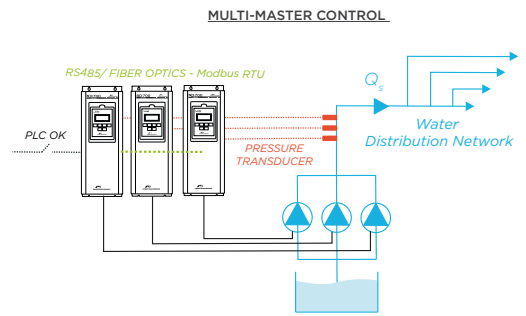 MULTI-MASTER CONTROL
RS485/ FIBER OPTICS - Modbus RTU
PLC OK
PRESSURE
TRANSDUCER
Qs
Water
Distribution Network